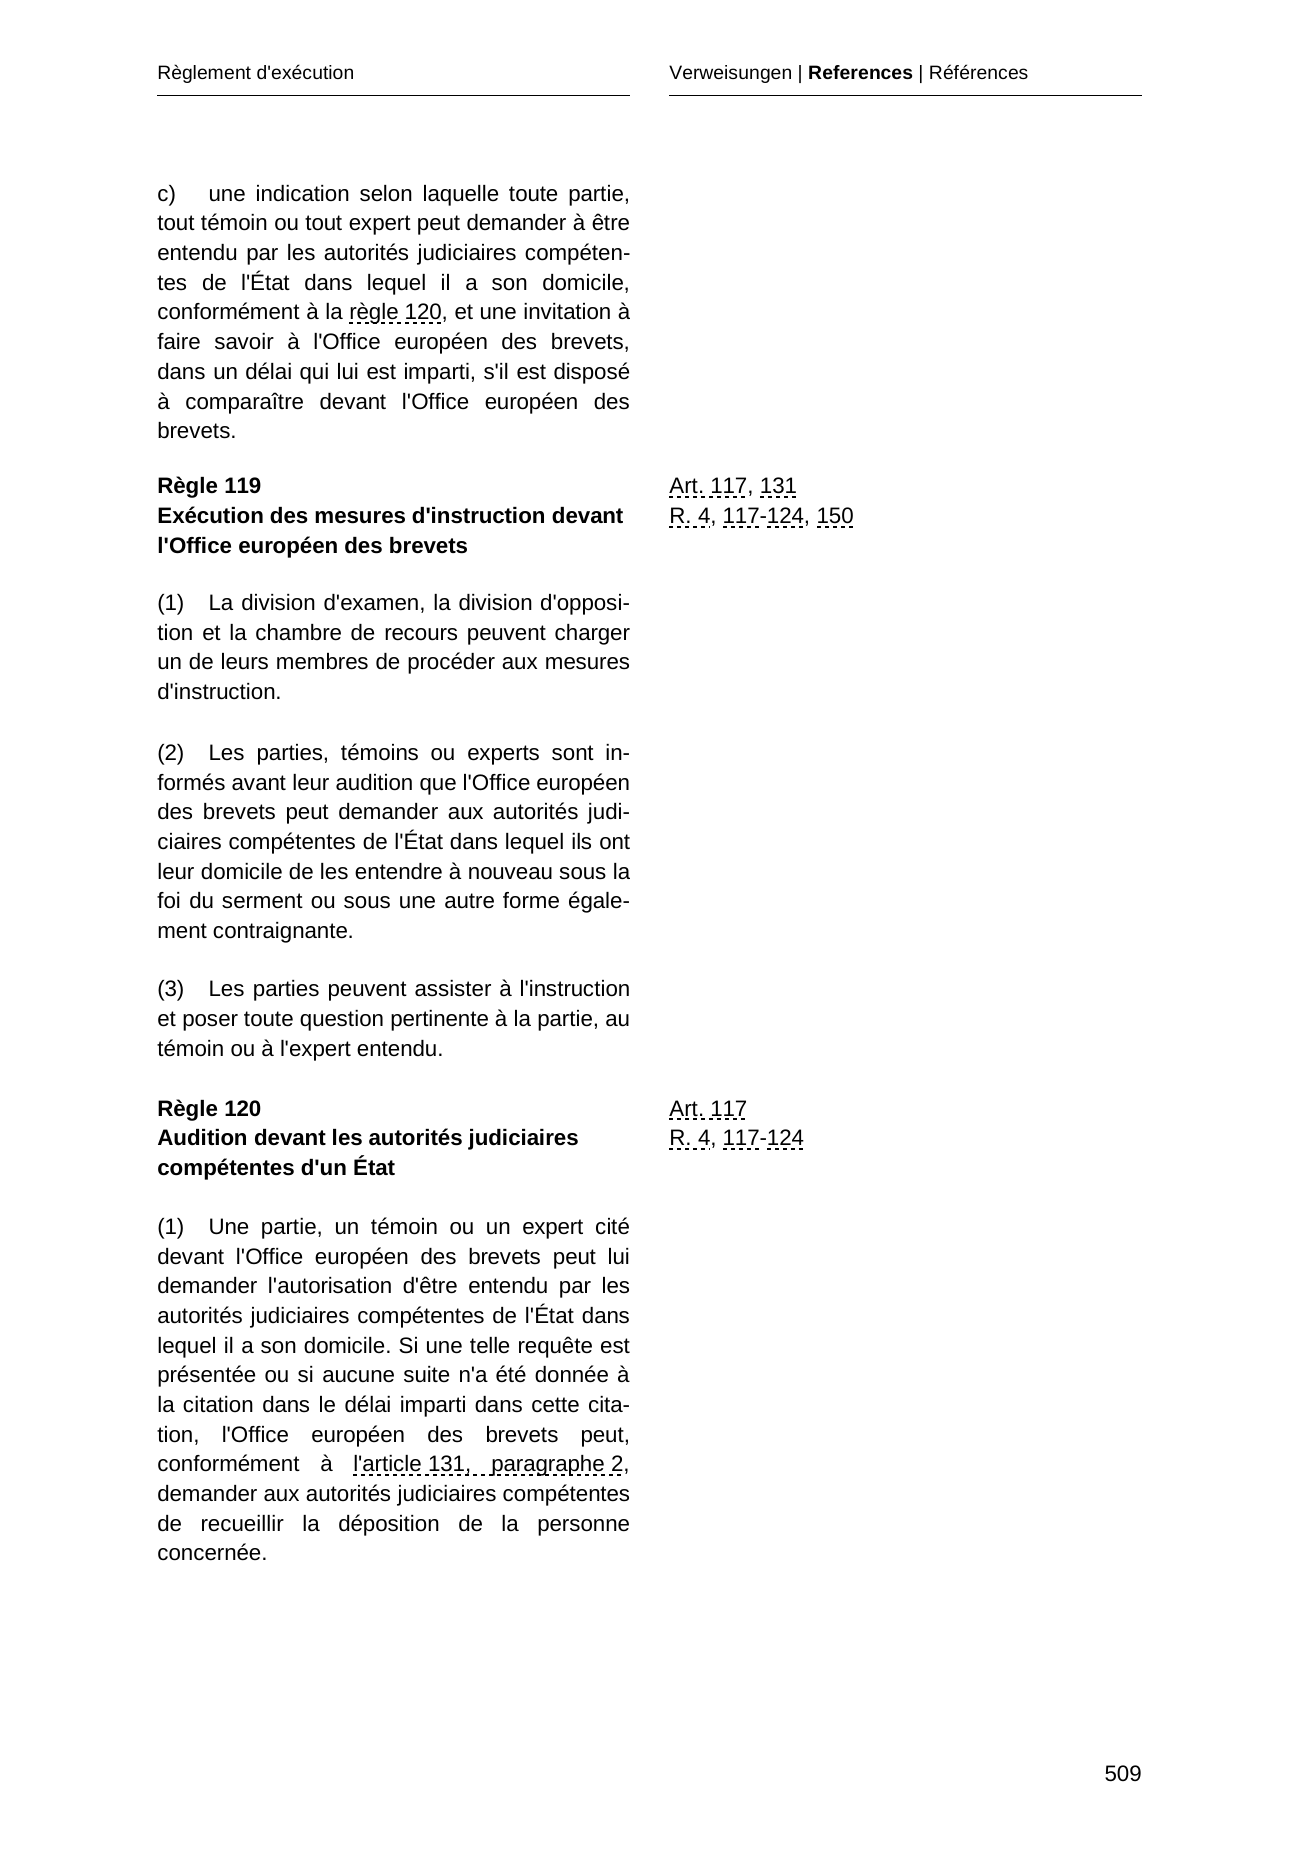 Règlement d'exécution
Verweisungen | References | Références
c) une indication selon laquelle toute partie,
tout témoin ou tout expert peut demander à être
entendu par les autorités judiciaires compéten-
tes de l'État dans lequel il a son domicile,
conformément à la règle 120, et une invitation à
faire savoir à l'Office européen des brevets,
dans un délai qui lui est imparti, s'il est disposé
à comparaître devant l'Office européen des
brevets.
Règle 119
Exécution des mesures d'instruction devant
l'Office européen des brevets
Art. 117, 131
R. 4, 117-124, 150
(1) La division d'examen, la division d'opposi-
tion et la chambre de recours peuvent charger
un de leurs membres de procéder aux mesures
d'instruction.
(2) Les parties, témoins ou experts sont in-
formés avant leur audition que l'Office européen
des brevets peut demander aux autorités judi-
ciaires compétentes de l'État dans lequel ils ont
leur domicile de les entendre à nouveau sous la
foi du serment ou sous une autre forme égale-
ment contraignante.
(3) Les parties peuvent assister à l'instruction
et poser toute question pertinente à la partie, au
témoin ou à l'expert entendu.
Règle 120
Audition devant les autorités judiciaires
compétentes d'un État
Art. 117
R. 4, 117-124
(1) Une partie, un témoin ou un expert cité
devant l'Office européen des brevets peut lui
demander l'autorisation d'être entendu par les
autorités judiciaires compétentes de l'État dans
lequel il a son domicile. Si une telle requête est
présentée ou si aucune suite n'a été donnée à
la citation dans le délai imparti dans cette cita-
tion, l'Office européen des brevets peut,
conformément à l'article 131, paragraphe 2,
demander aux autorités judiciaires compétentes
de recueillir la déposition de la personne
concernée.
509